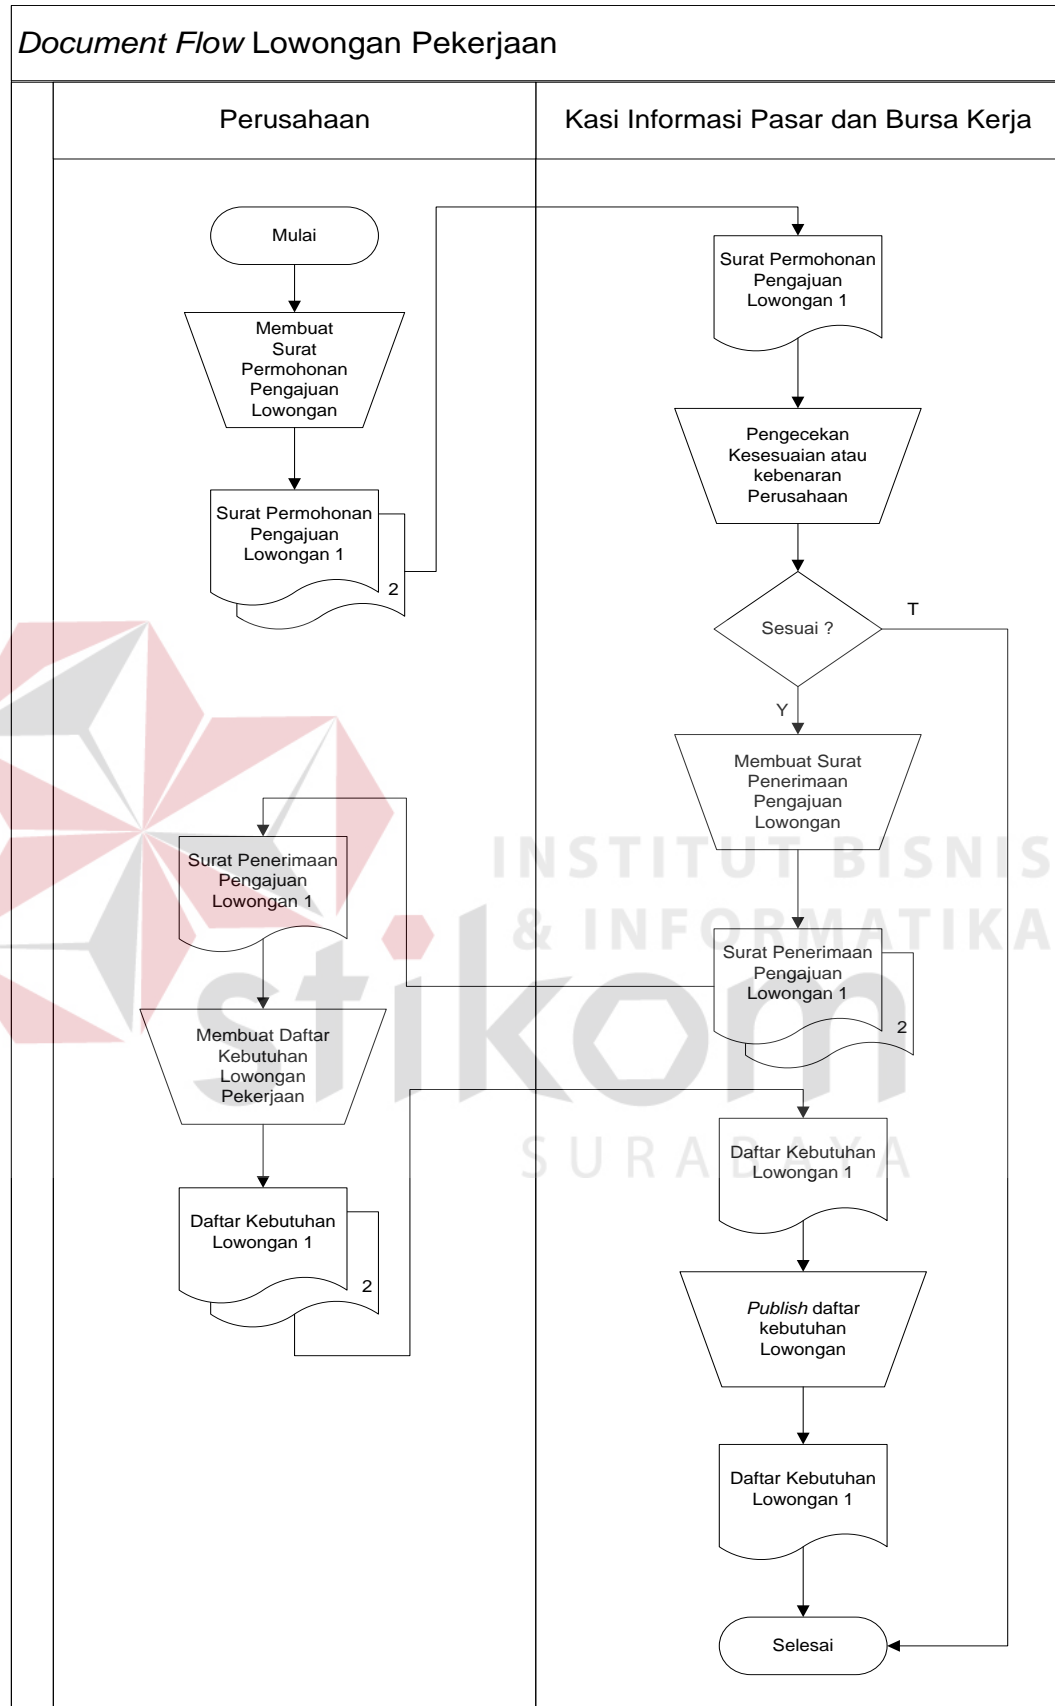 Document Flow Lowongan Pekerjaan
Perusahaan
Kasi Informasi Pasar dan Bursa Kerja
Mulai
Membuat
Surat
Permohonan
Pengajuan
Lowongan
Surat Permohonan
Pengajuan
Lowongan 1
2
Surat Permohonan
Pengajuan
Lowongan 1
Pengecekan
Kesesuaian atau
kebenaran
Perusahaan
Sesuai ?
T
Y
Membuat Surat
Penerimaan
Pengajuan
Lowongan
Surat Penerimaan
Pengajuan
Lowongan 1
2
Surat Penerimaan
Pengajuan
Lowongan 1
Membuat Daftar
Kebutuhan
Lowongan
Pekerjaan
Daftar Kebutuhan
Lowongan 1
2
Daftar Kebutuhan
Lowongan 1
Publish daftar
kebutuhan
Lowongan
Daftar Kebutuhan
Lowongan 1
Selesai
INSTITUT BISNIS
& INFORMATIKA
stikom
SURABAYA